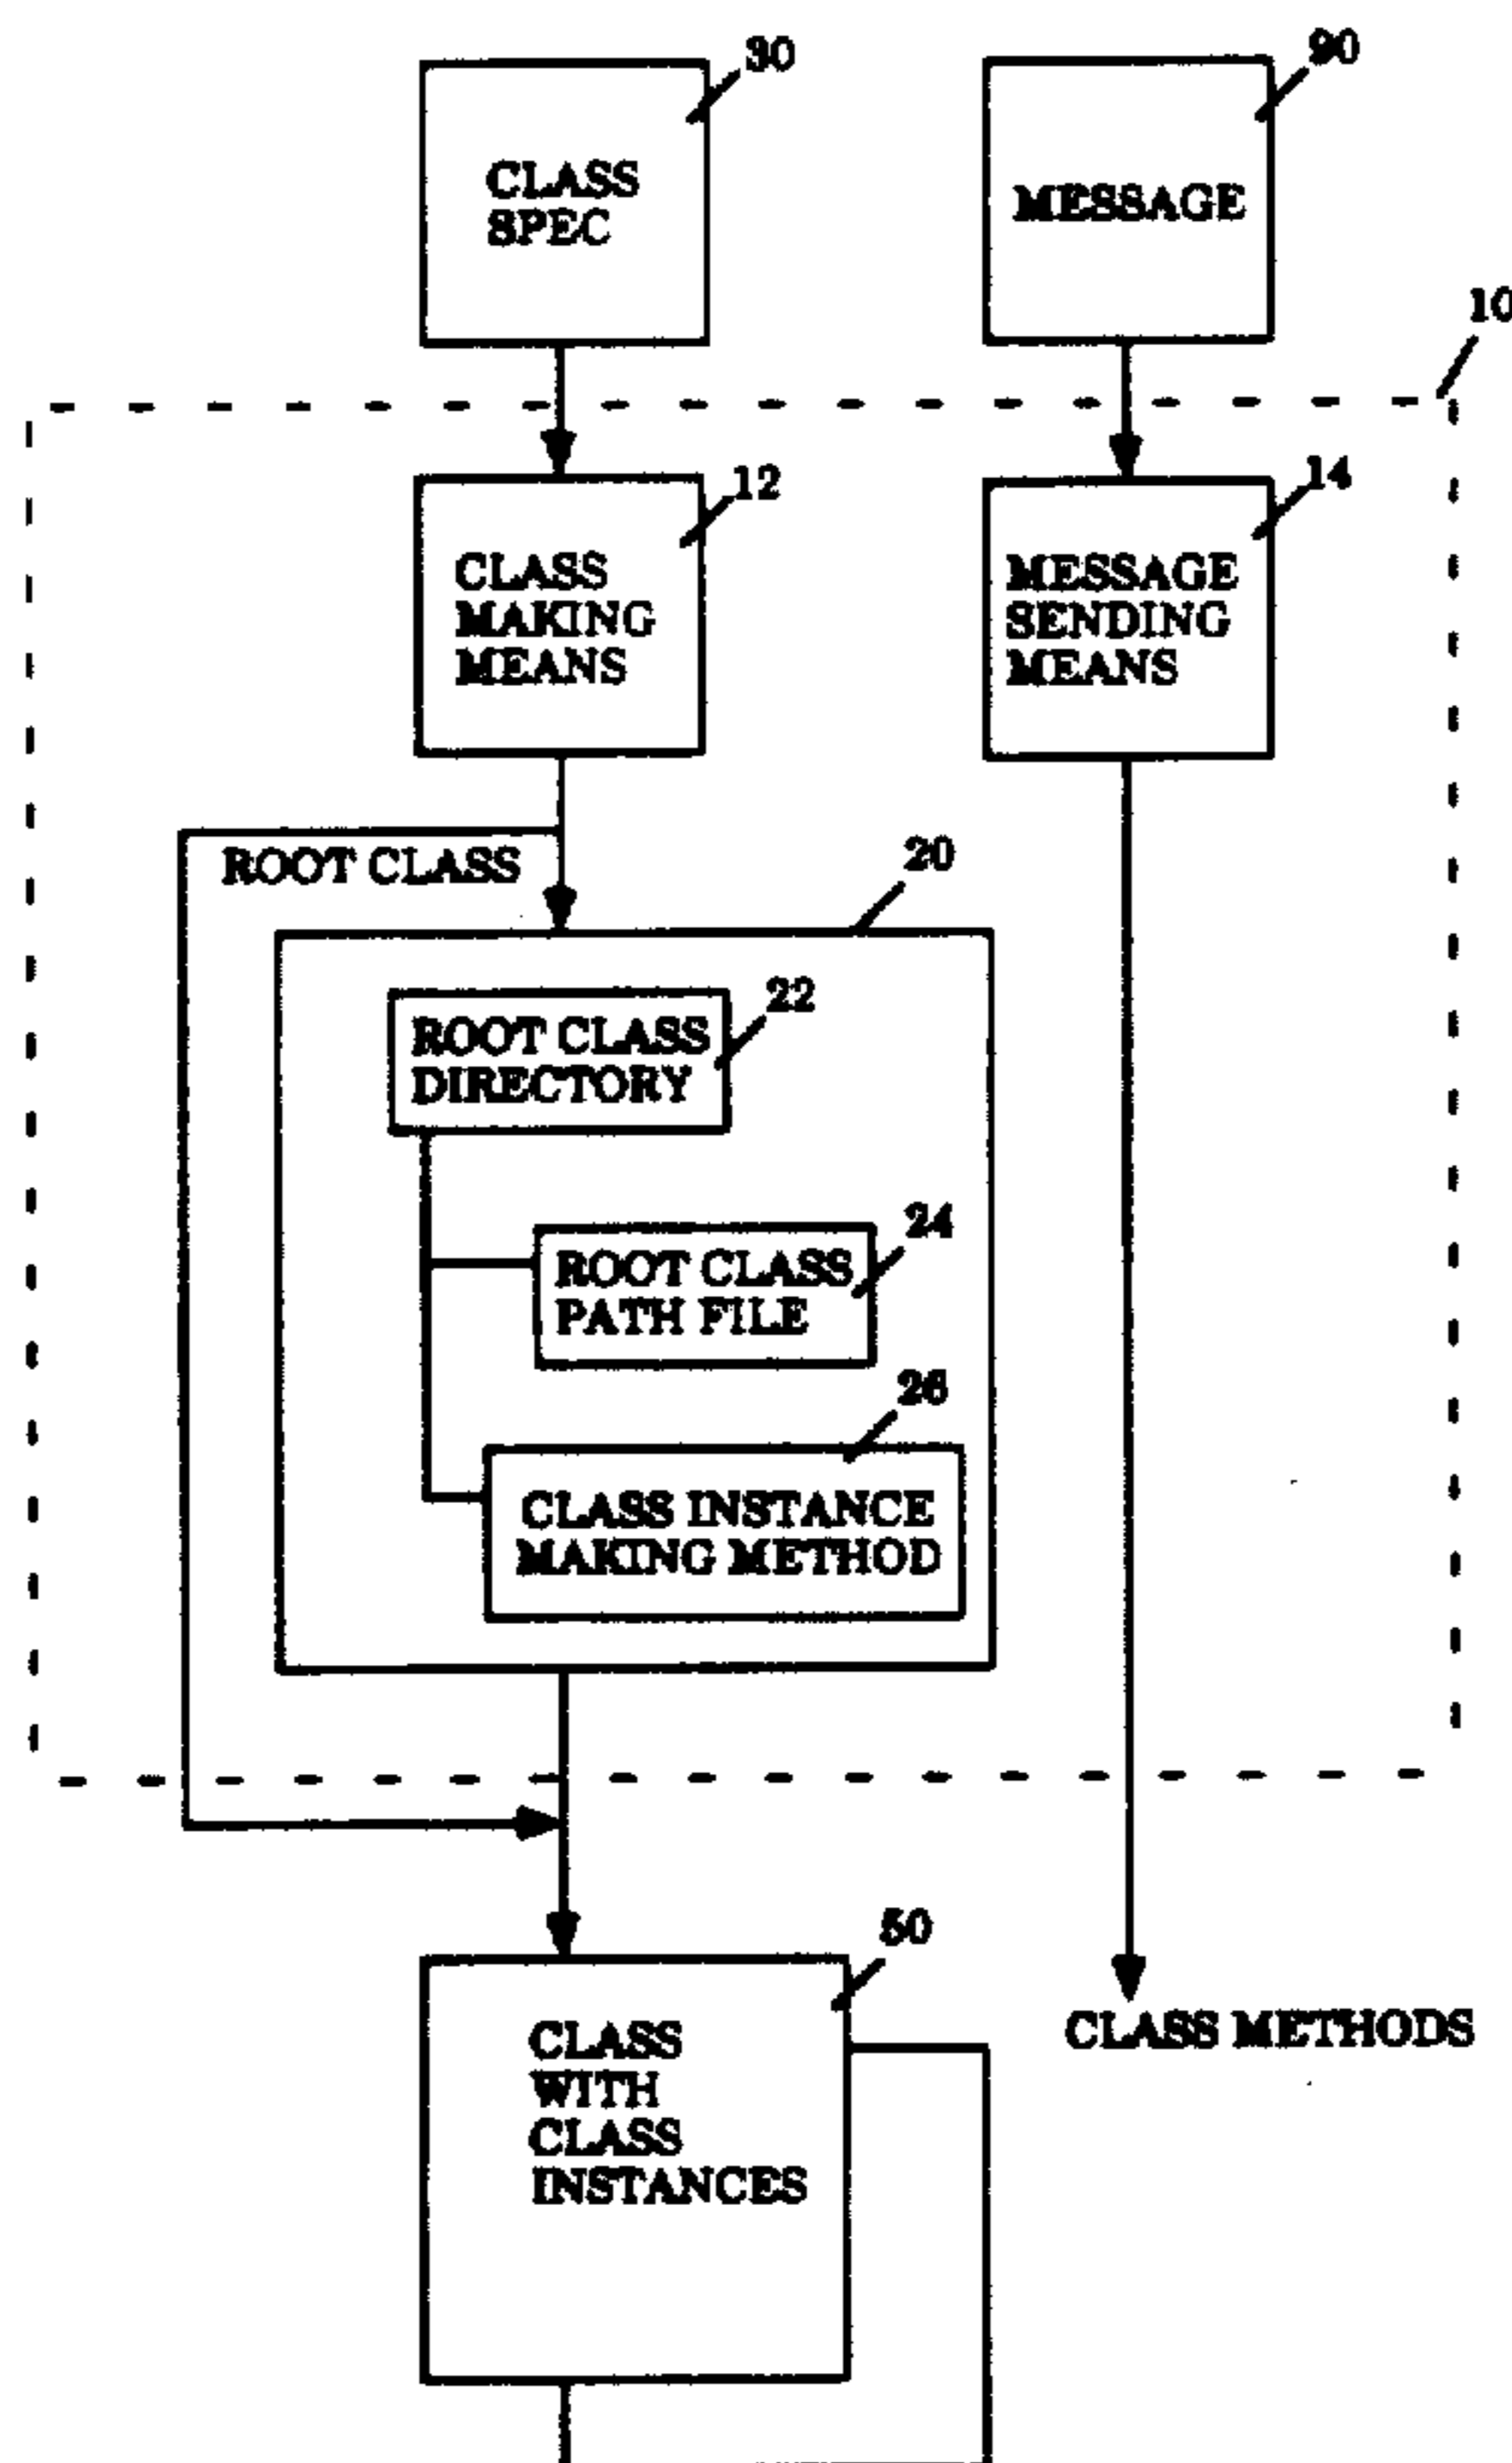 30
90
CLASS
SPEC
MESSAGE
10
12
14
CLASS
MAKING
MEANS
MESSAGE
SENDING
MEANS
ROOT CLASS
20
22
ROOT CLASS
DIRECTORY
24
ROOT CLASS
PATH FILE
26
CLASS INSTANCE
MAKING METHOD
50
CLASS METHODS
CLASS
WITH
CLASS
INSTANCES